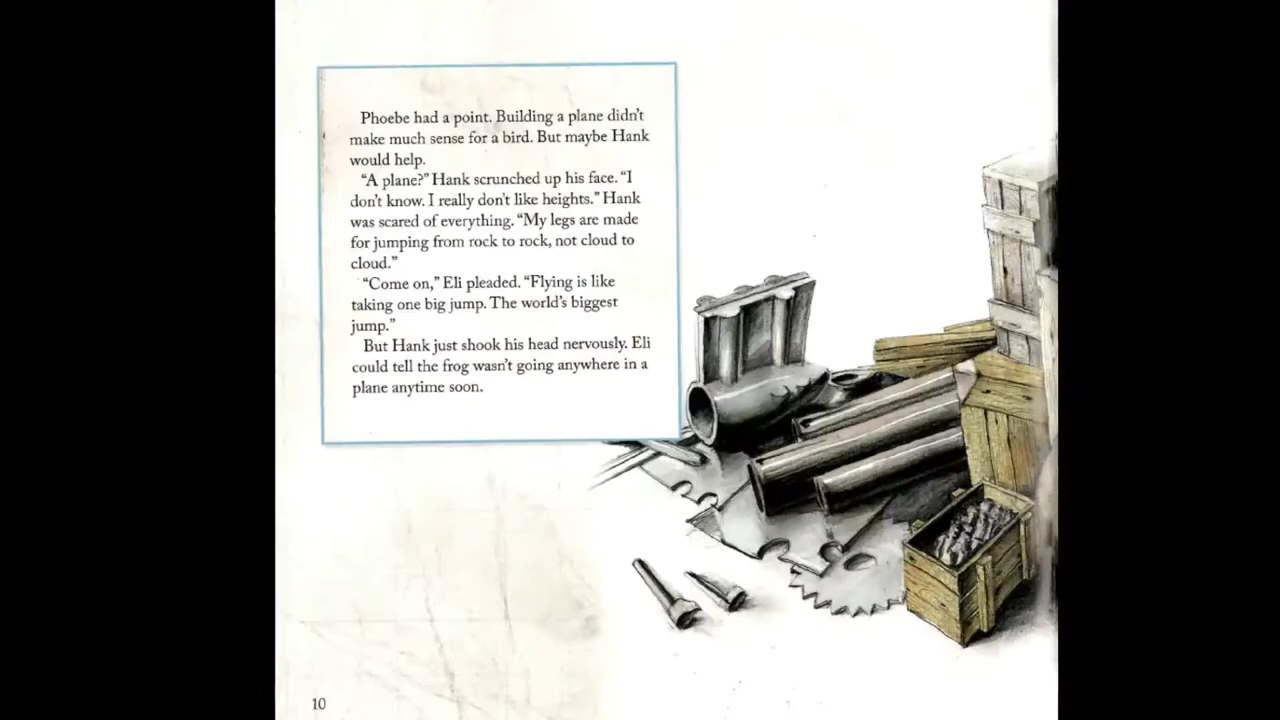 Phoebe had a point. Building a plane didn’t
make much sense for a bird. But maybe Hank
would help.
“A plane?” Hank scrunched up his face. “I
don’t know. I really don’t like heights.” Hank
was scared of everything. “My legs are made
for jumping from rock to rock, not cloud to
cloud.”
“Come on,” Eli pleaded. “Flying is like
taking one big jump. The world’s biggest
jump.”
But Hank just shook his head nervously. Eli
could tell the frog wasn’t going anywhere in a
plane anytime soon.
10